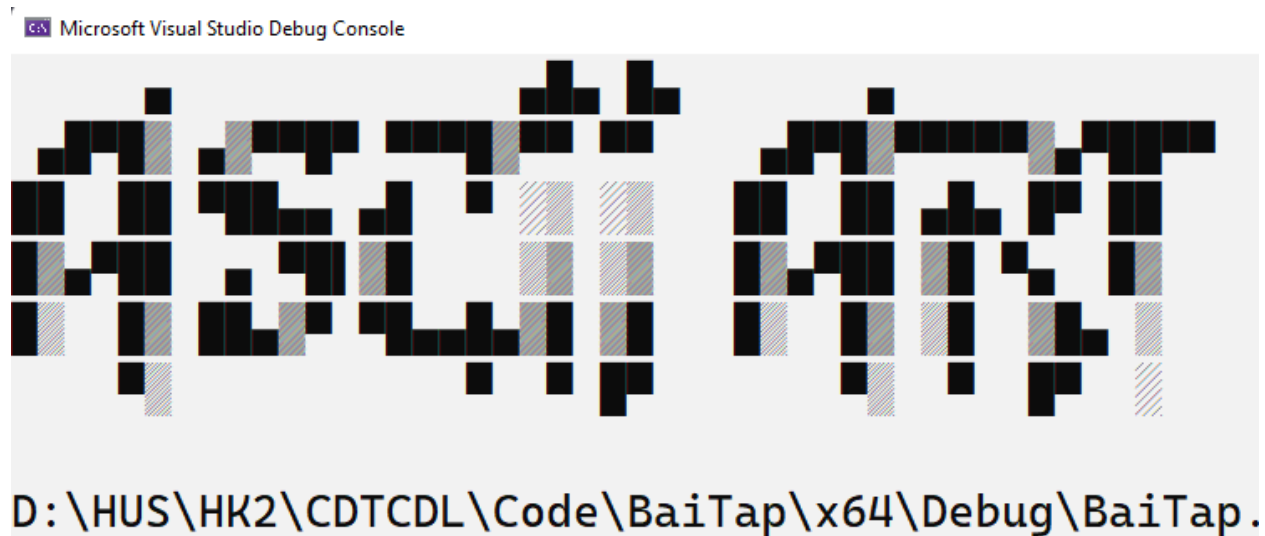 Microsoft Visual Studio Debug Console
ASCII ART
D:\HUS\HK2\CDTCDL\Code\BaiTap\x64\Debug\BaiTap.